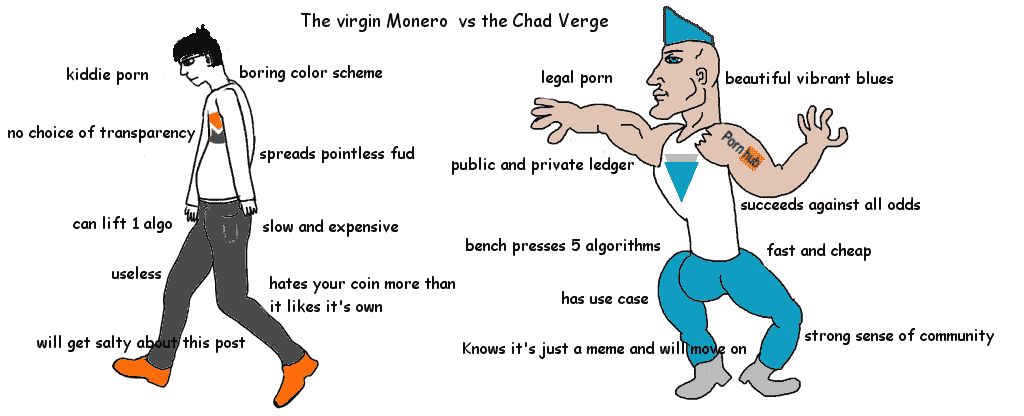 The virgin Monero vs the Chad Verge
kiddie porn
boring color scheme
no choice of transparency
spreads pointless fud
can lift 1 algo
slow and expensive
useless
hates your coin more than
it likes it's own
will get salty about this post
legal porn
beautiful vibrant blues
Porn hub
public and private ledger
succeeds against all odds
bench presses 5 algorithms
fast and cheap
has use case
strong sense of community
Knows it's just a meme and will move on